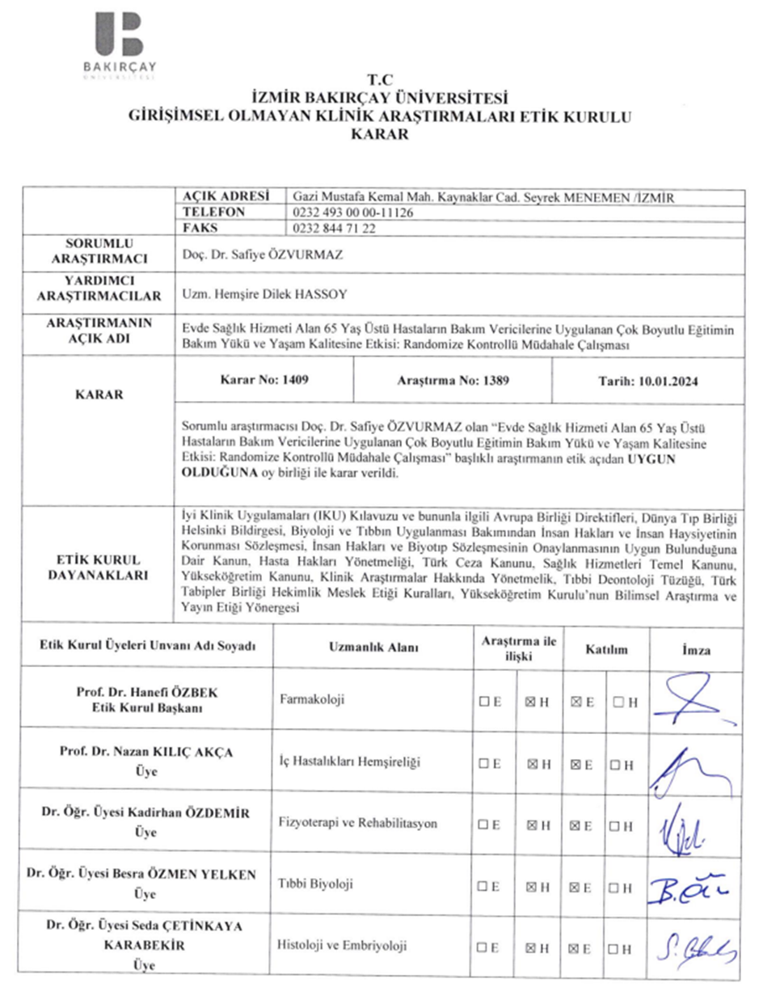 BAKIRÇAY
ÜNİVERSİTESİ
T.C
İZMİR BAKIRÇAY ÜNİVERSİTESİ
GİRİŞİMSEL OLMAYAN KLİNİK ARAŞTIRMALARI ETİK KURULU
KARAR
AÇIK ADRESİ Gazi Mustafa Kemal Mah. Kaynaklar Cad. Seyrek MENEMEN /İZMİR
TELEFON 0232 493 00 00-11126
FAKS 0232 844 71 22
SORUMLU
ARAŞTIRMACI
Doç. Dr. Safiye ÖZVURMAZ
YARDIMCI
ARAŞTIRMACILAR
Uzm. Hemşire Dilek HASSOY
ARAŞTIRMANIN
AÇIK ADI
Evde Sağlık Hizmeti Alan 65 Yaş Üstü Hastaların Bakım Vericilerine Uygulanan Çok Boyutlu Eğitimin
Bakım Yükü ve Yaşam Kalitesine Etkisi: Randomize Kontrollü Müdahale Çalışması
KARAR
Karar No: 1409 Araştırma No: 1389 Tarih: 10.01.2024
Sorumlu araştırmacısı Doç. Dr. Safiye ÖZVURMAZ olan “Evde Sağlık Hizmeti Alan 65 Yaş Üstü
Hastaların Bakım Vericilerine Uygulanan Çok Boyutlu Eğitimin Bakım Yükü ve Yaşam Kalitesine
Etkisi: Randomize Kontrollü Müdahale Çalışması” başlıklı araştırmanın etik açıdan UYGUN
OLDUĞUNA oy birliği ile karar verildi.
ETİK KURUL
DAYANAKLARI
İyi Klinik Uygulamaları (IKU) Kılavuzu ve bununla ilgili Avrupa Birliği Direktifleri, Dünya Tıp Birliği
Helsinki Bildirgesi, Biyoloji ve Tıbbın Uygulanması Bakımından İnsan Hakları ve İnsan Haysiyetinin
Korunması Sözleşmesi, İnsan Hakları ve Biyotıp Sözleşmesinin Onaylanmasının Uygun Bulunduğuna
Dair Kanun, Hasta Hakları Yönetmeliği, Türk Ceza Kanunu, Sağlık Hizmetleri Temel Kanunu,
Yükseköğretim Kanunu, Klinik Araştırmalar Hakkında Yönetmelik, Tıbbi Deontoloji Tüzüğü, Türk
Tabipler Birliği Hekimlik Meslek Etiği Kuralları, Yükseköğretim Kurulu’nun Bilimsel Araştırma ve
Yayın Etiği Yönergesi
Etik Kurul Üyeleri Unvanı Adı Soyadı Uzmanlık Alanı Araştırma ile
ilişki Katılım İmza
Prof. Dr. Hanefi ÖZBEK
Etik Kurul Başkanı
Farmakoloji ☐ E ☒ H ☒ E ☐ H
Prof. Dr. Nazan KILIÇ AKÇA
Üye
İç Hastalıkları Hemşireliği ☐ E ☒ H ☒ E ☐ H
Dr. Öğr. Üyesi Kadirhan ÖZDEMİR
Üye
Fizyoterapi ve Rehabilitasyon ☐ E ☒ H ☒ E ☐ H
Dr. Öğr. Üyesi Besra ÖZMEN YELKEN
Üye
Tıbbi Biyoloji ☐ E ☒ H ☒ E ☐ H
Dr. Öğr. Üyesi Seda ÇETİNKAYA
KARABEKİR
Üye
Histoloji ve Embriyoloji ☐ E ☒ H ☒ E ☐ H